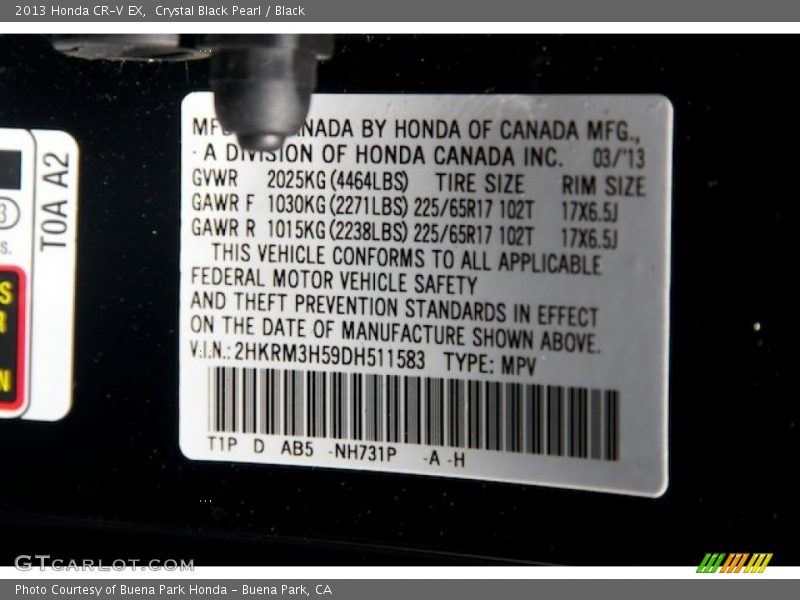 2013 Honda CR-V EX, Crystal Black Pearl / Black
BY HONDA OF CANADA MFG.,
A DIVISION OF HONDA CANADA INC. 03/'13
GVWR 2025KG (4464LBS) TIRE SIZE RIM SIZE
GAWR F 1030KG (2271LBS) 225/65R17 102T 17X6.5J
GAWR R 1015KG (2238LBS) 225/65R17 102T 17X6.5J
THIS VEHICLE CONFORMS TO ALL APPLICABLE
FEDERAL MOTOR VEHICLE SAFETY
AND THEFT PREVENTION STANDARDS IN EFFECT
ON THE DATE OF MANUFACTURE SHOWN ABOVE.
V.I.N.: 2HKRM3H59DH511583 TYPE: MPV
T1P D AB5 -NH731P -A -H
T0A A2
GTCARLOT.COM
Photo Courtesy of Buena Park Honda - Buena Park, CA